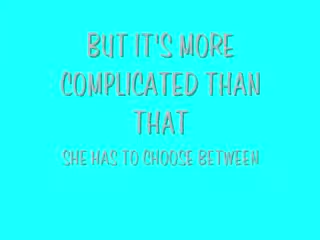 BUT IT'S MORE
COMPLICATED THAN
THAT
SHE HAS TO CHOOSE BETWEEN